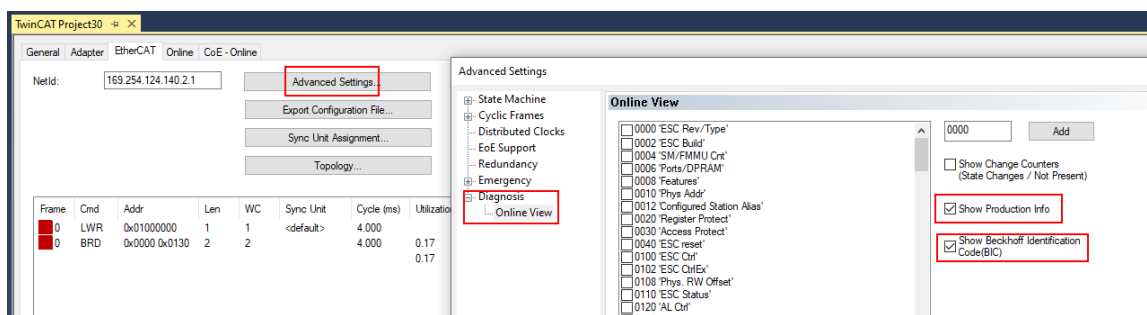 TwinCAT Project30
General Adapter EtherCAT Online CoE - Online
NetId: 169.254.124.140.2.1
Advanced Settings...
Export Configuration File...
Sync Unit Assignment...
Topology...
Frame Cmd Addr Len WC Sync Unit Cycle (ms) Utilizatio
0 LWR 0x01000000 1 1 <default> 4.000
0 BRD 0x0000 0x0130 2 2 4.000 0.17
0.17
Advanced Settings
State Machine
Cyclic Frames
Distributed Clocks
EoE Support
Redundancy
Emergency
Diagnosis
Online View
Online View
0000 'ESC Rev/Type'
0002 'ESC Build'
0004 'SM/FMMU Cnt'
0006 'Ports/DPRAM'
0008 'Features'
0010 'Phys Addr'
0012 'Configured Station Alias'
0020 'Register Protect'
0030 'Access Protect'
0040 'ESC reset'
0100 'ESC Ctrl'
0102 'ESC CtrlEx'
0108 'Phys. RW Offset'
0110 'ESC Status'
0120 'AL Ctrl'
0000 Add
Show Change Counters
(State Changes / Not Present)
Show Production Info
Show Beckhoff Identification
Code(BIC)